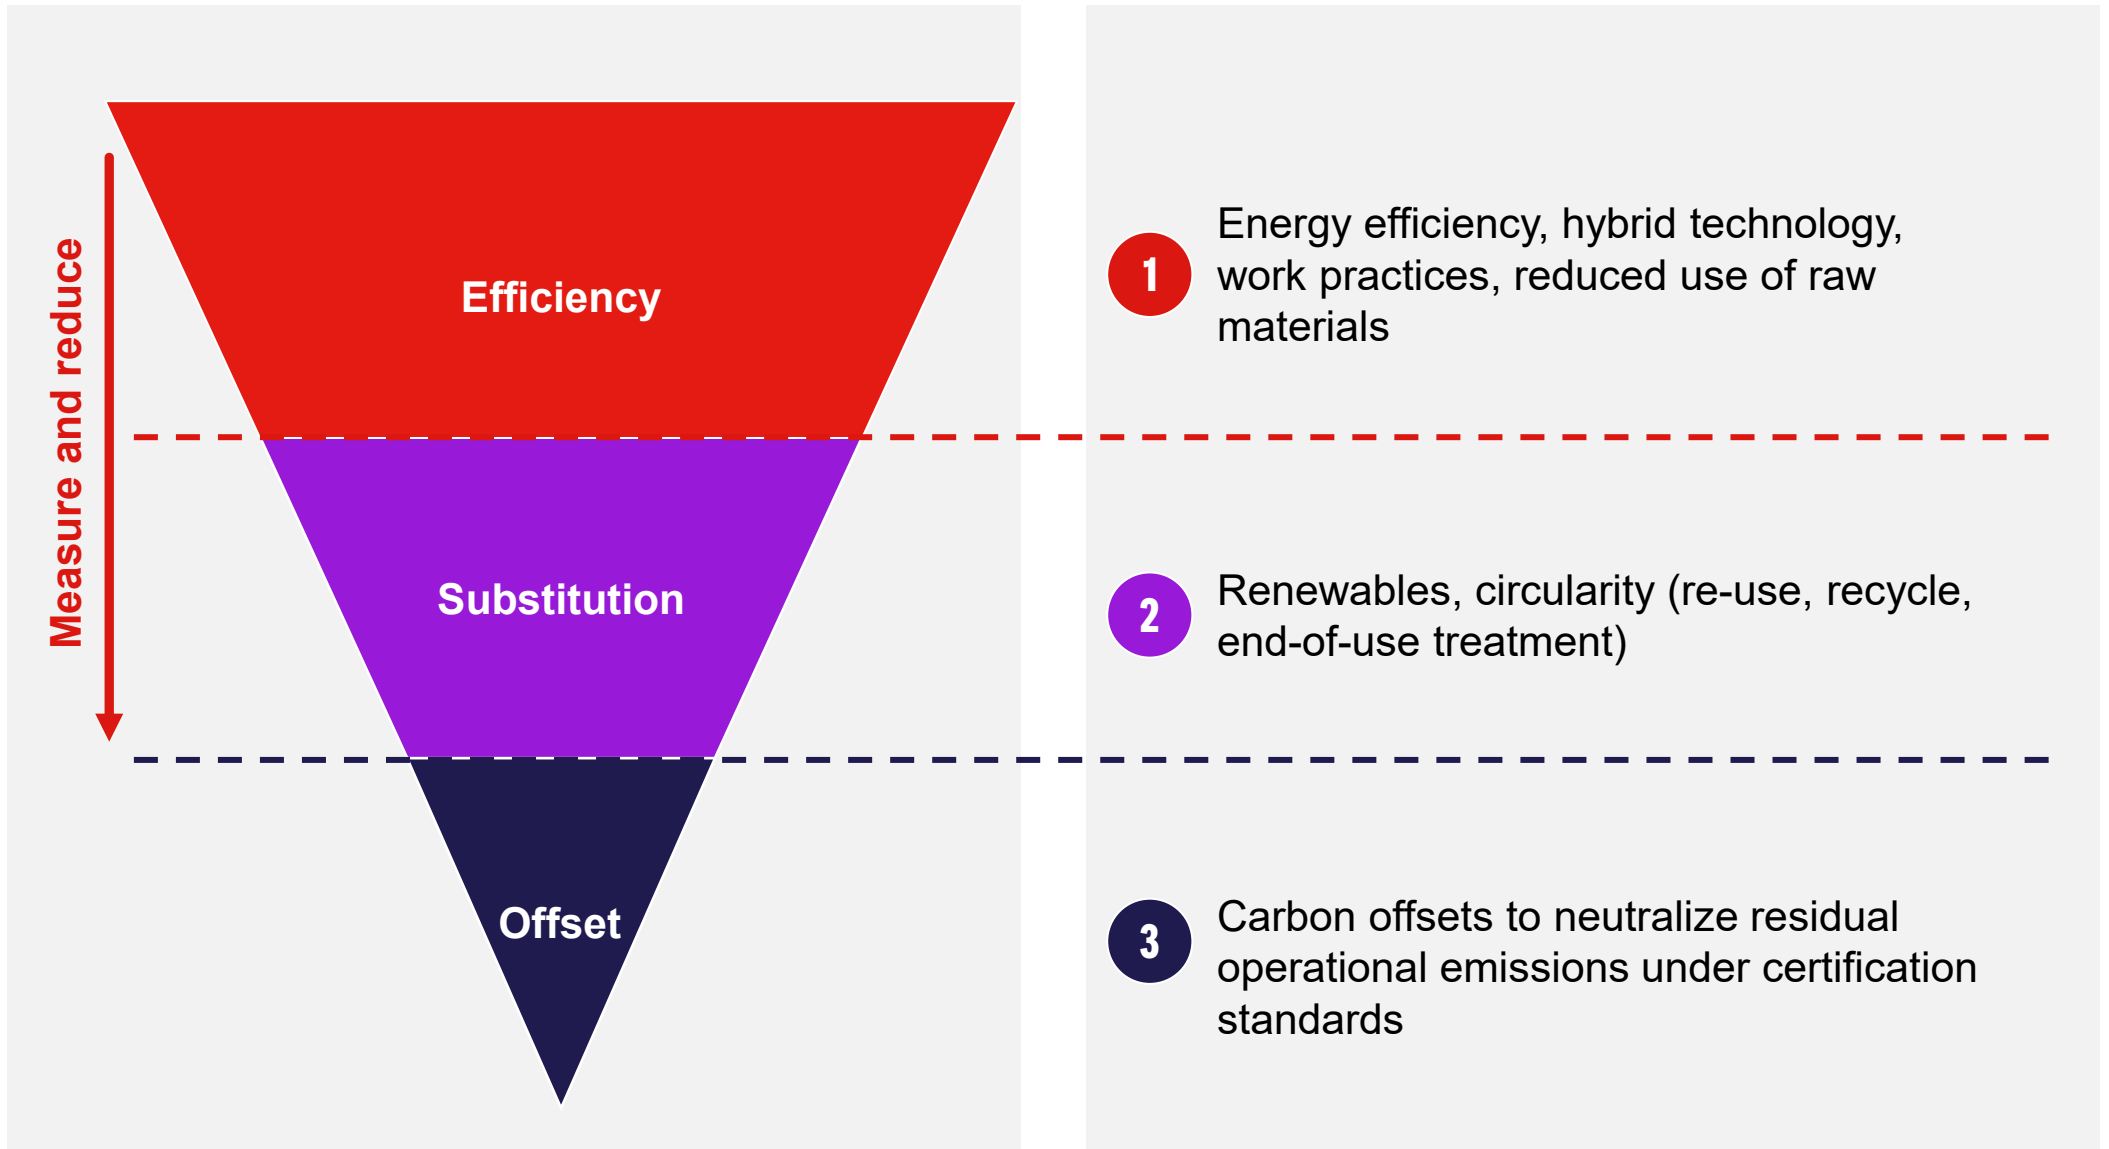 Measure and reduce
Efficiency
Substitution
Offset
1
Energy efficiency, hybrid technology,
work practices, reduced use of raw
materials
2
Renewables, circularity (re-use, recycle,
end-of-use treatment)
3
Carbon offsets to neutralize residual
operational emissions under certification
standards